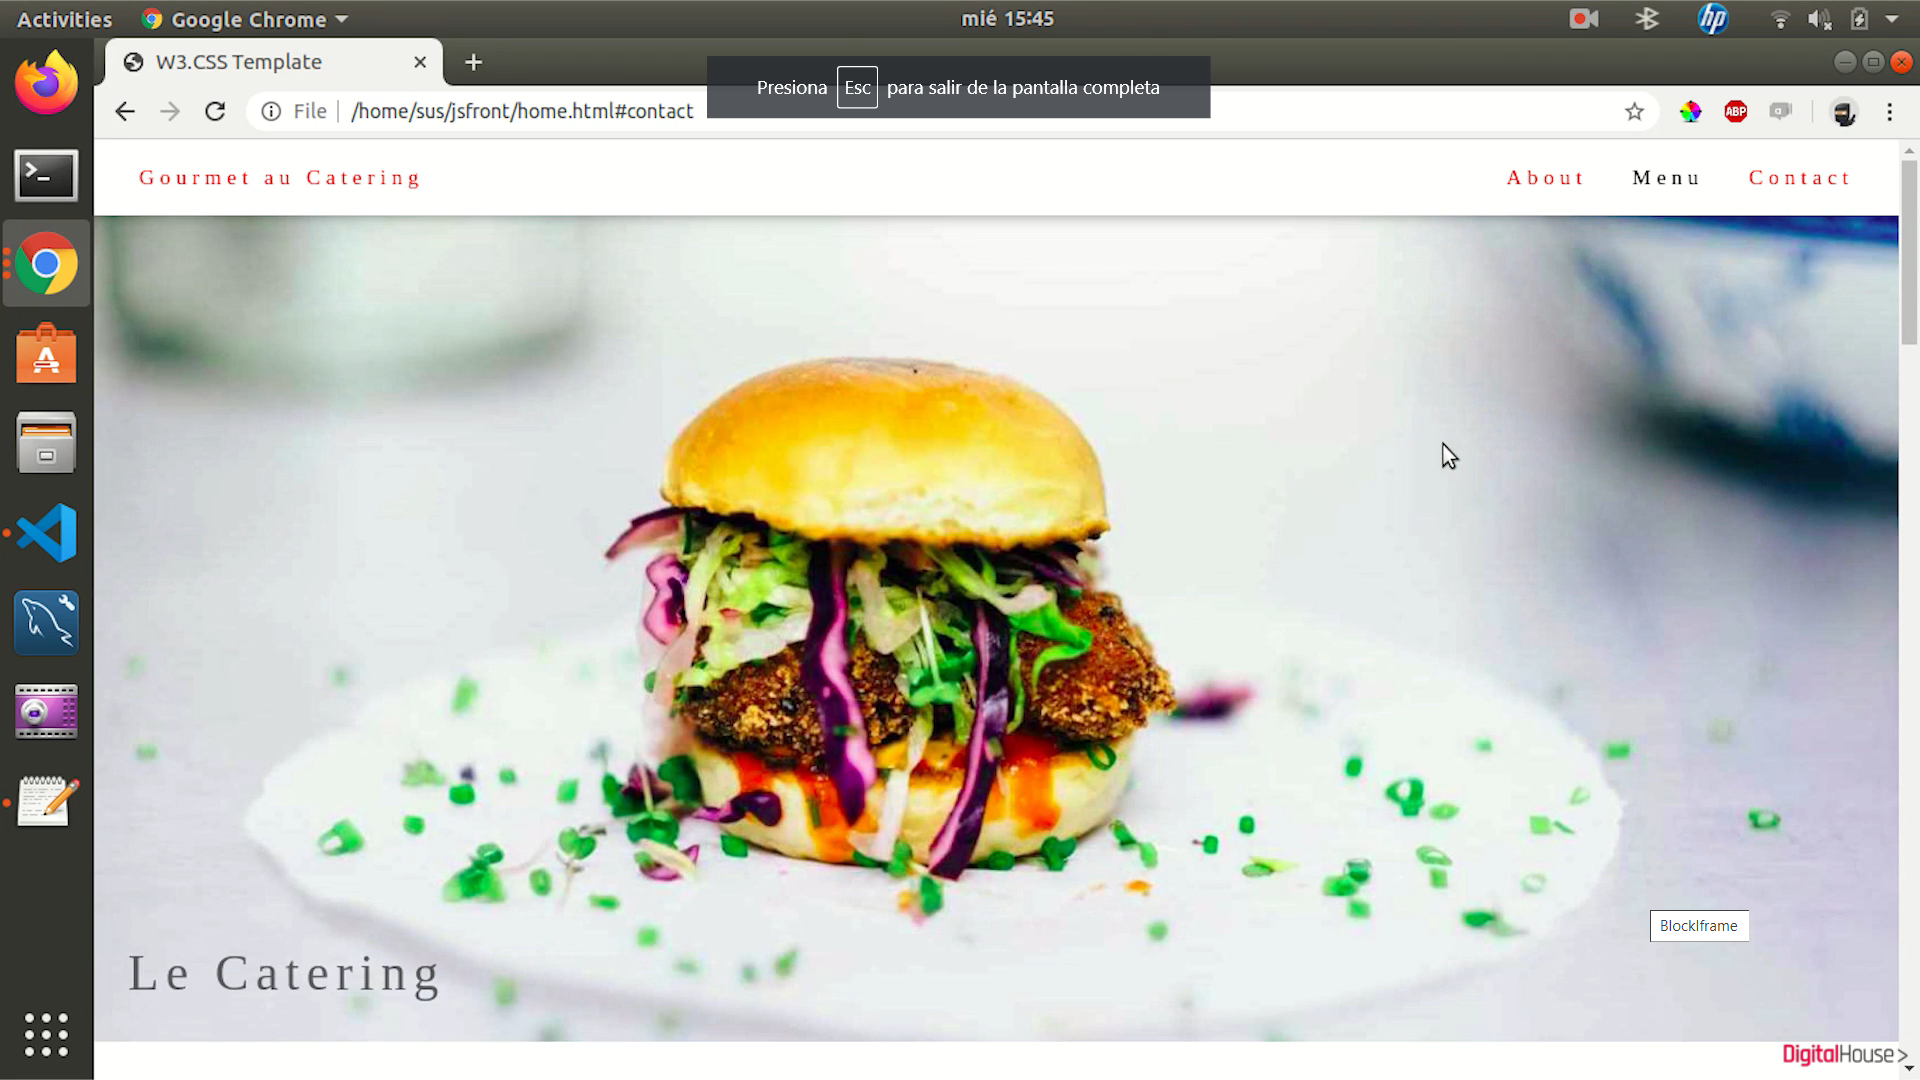 Activities
Google Chrome
mié 15:45
hp
W3.CSS Template
Presiona Esc para salir de la pantalla completa
File
/home/sus/jsfront/home.html#contact
ABP
Gourmet au Catering
About
Menu
Contact
BlockIframe
Le Catering
DigitalHouse>